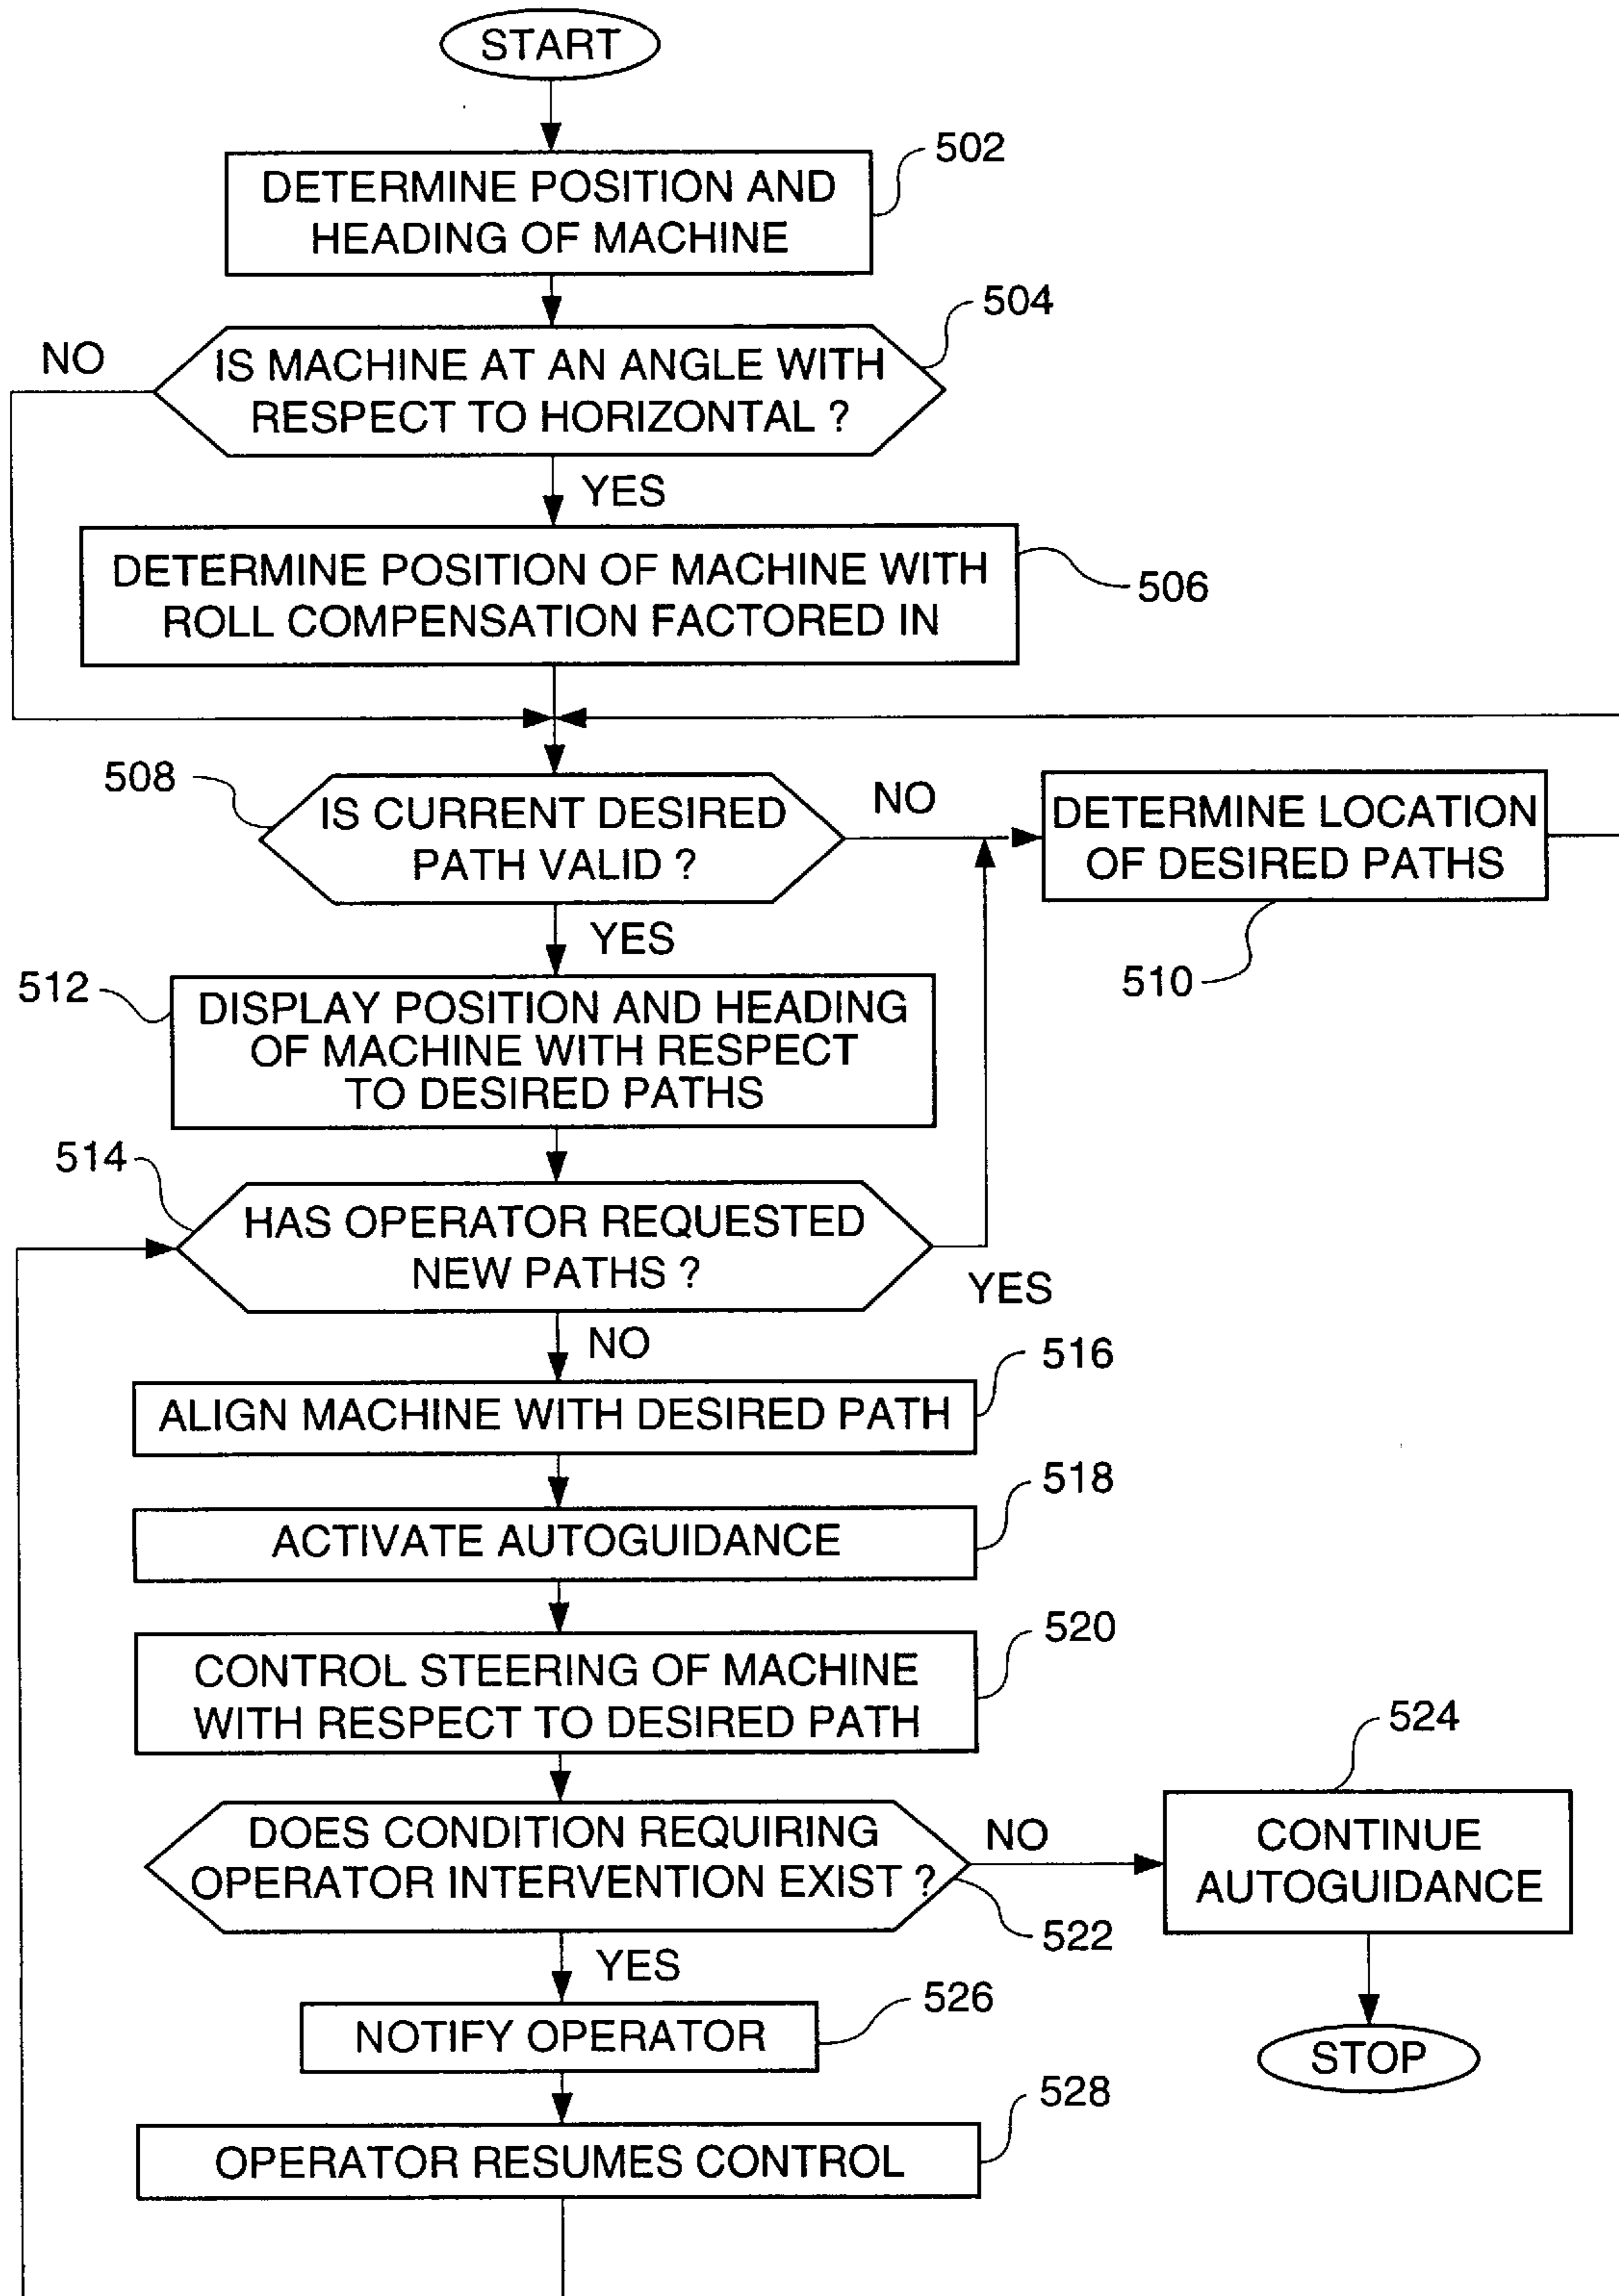 START
502
DETERMINE POSITION AND
HEADING OF MACHINE
504
NO
IS MACHINE AT AN ANGLE WITH
RESPECT TO HORIZONTAL ?
YES
DETERMINE POSITION OF MACHINE WITH
ROLL COMPENSATION FACTORED IN
506
508
IS CURRENT DESIRED
PATH VALID ?
NO
DETERMINE LOCATION
OF DESIRED PATHS
510
YES
512
DISPLAY POSITION AND HEADING
OF MACHINE WITH RESPECT
TO DESIRED PATHS
514
HAS OPERATOR REQUESTED
NEW PATHS ?
YES
NO
516
ALIGN MACHINE WITH DESIRED PATH
518
ACTIVATE AUTOGUIDANCE
520
CONTROL STEERING OF MACHINE
WITH RESPECT TO DESIRED PATH
524
DOES CONDITION REQUIRING
OPERATOR INTERVENTION EXIST ?
NO
CONTINUE
AUTOGUIDANCE
522
YES
526
NOTIFY OPERATOR
STOP
528
OPERATOR RESUMES CONTROL